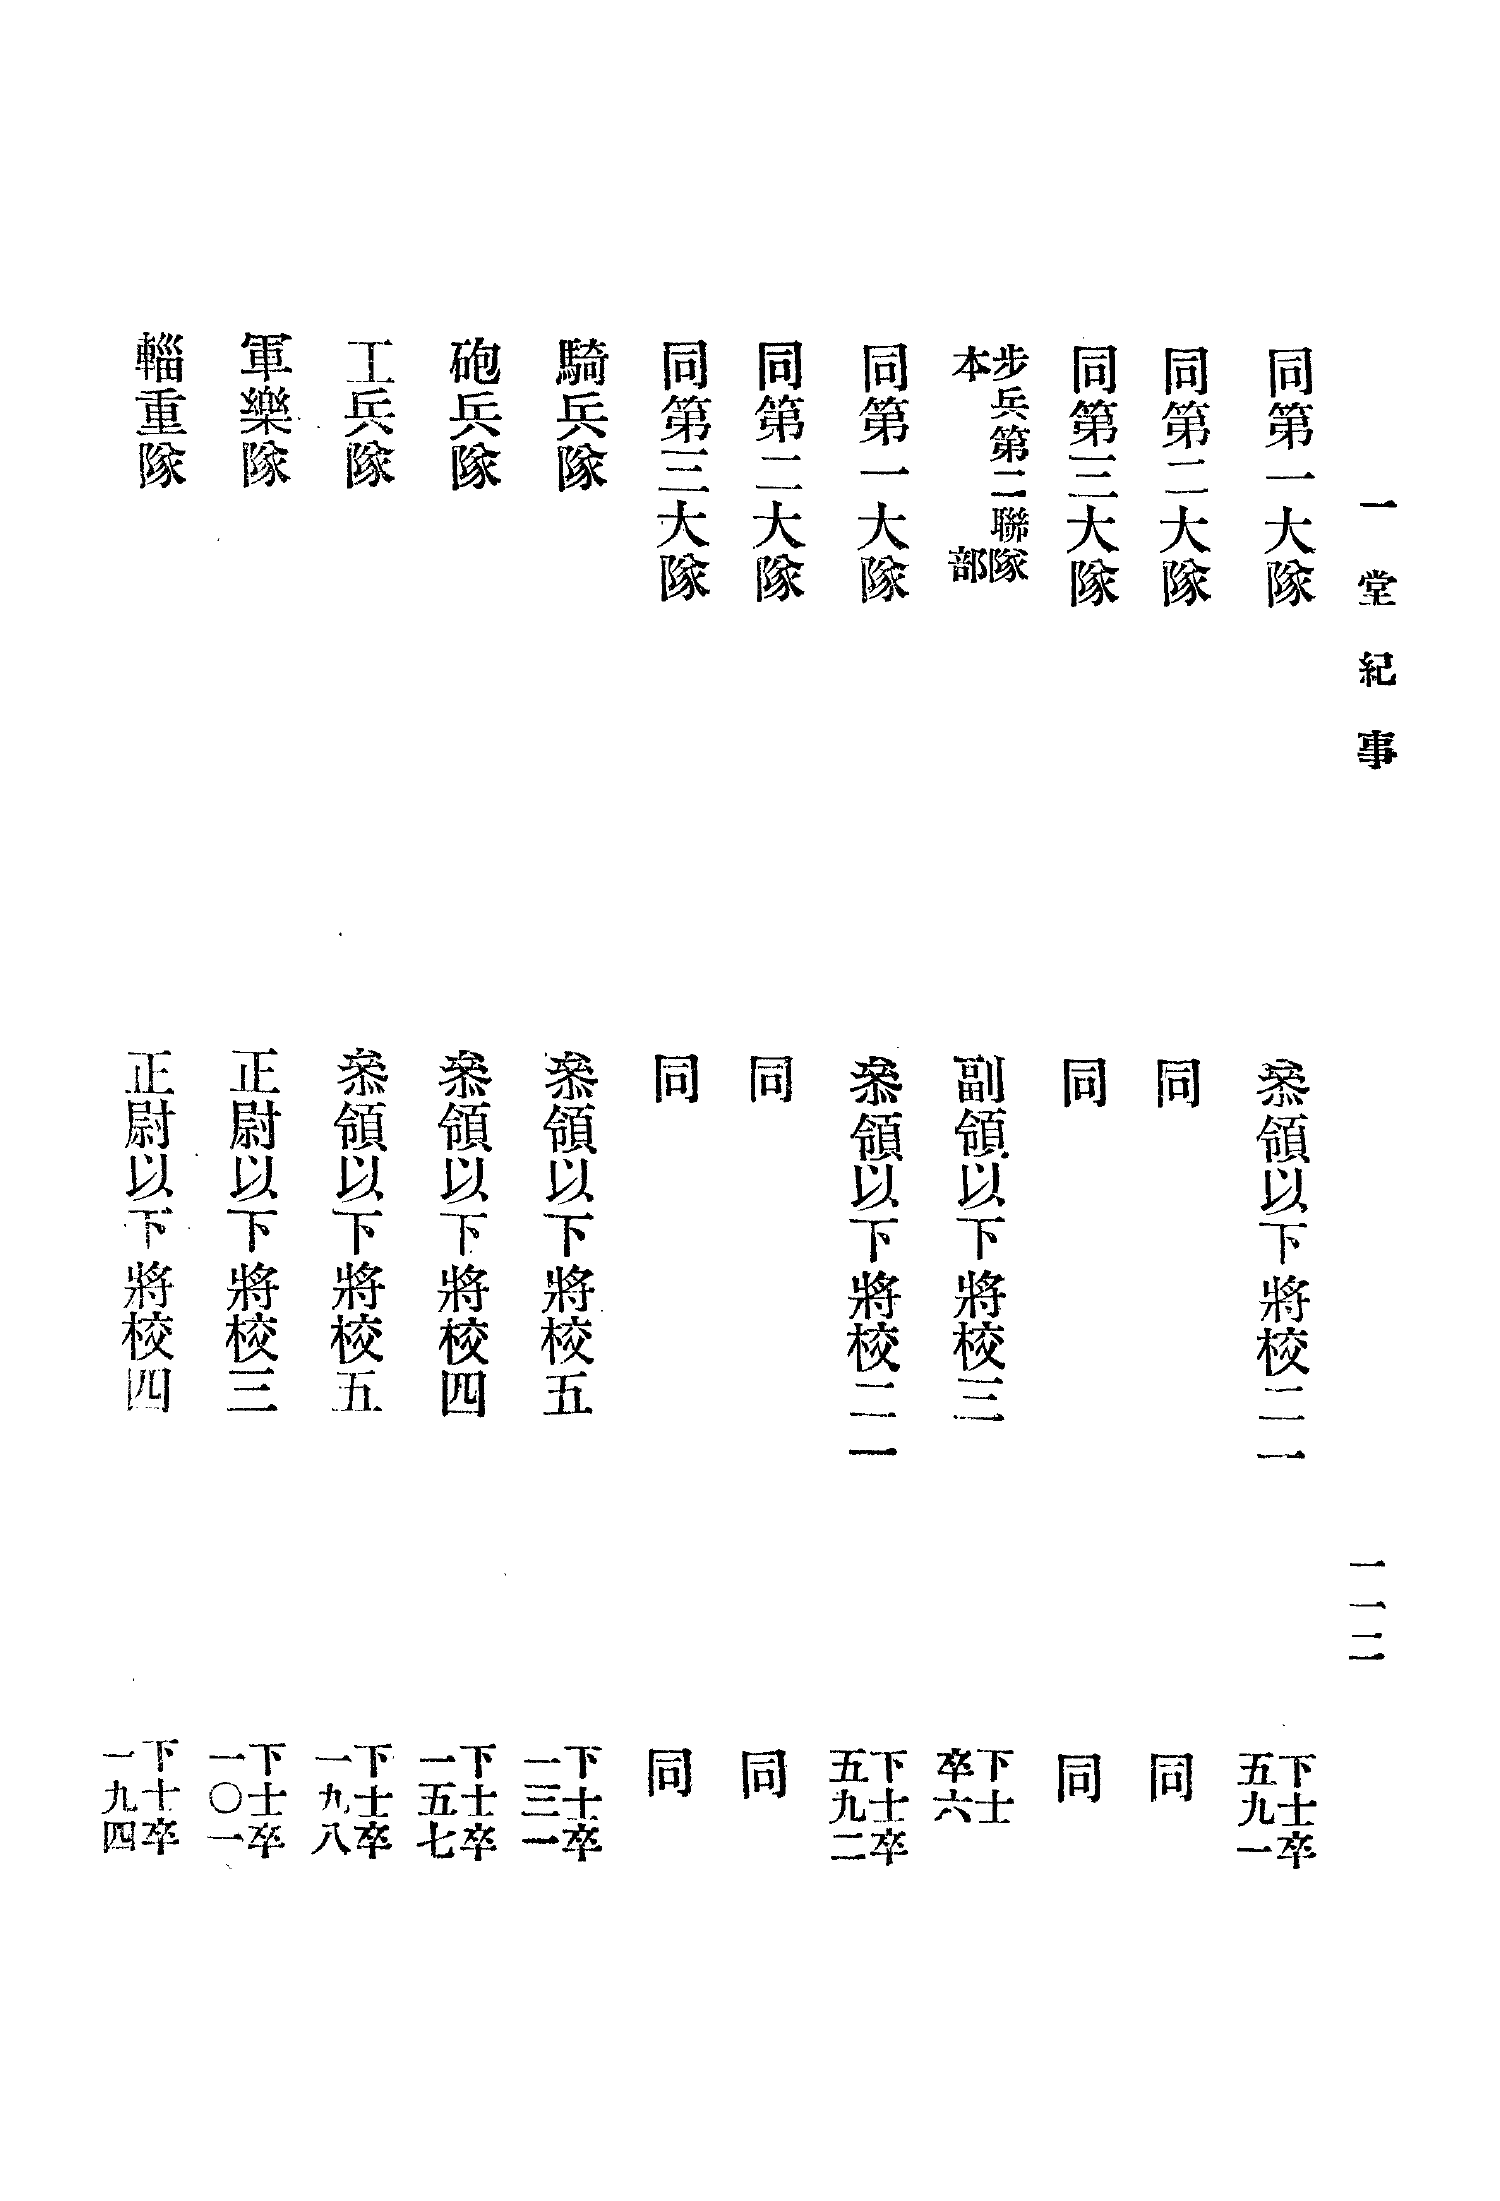 一堂紀事
一一二
同第一大隊 叅領以下將校二一 下士卒五九一
同第二大隊 同 同
同第三大隊 同 同
步兵第二聯隊本部 副領以下將校三 下士卒六
同第一大隊 叅領以下將校二一 下士卒五九二
同第二大隊 同 同
同第三大隊 同 同
騎兵隊 叅領以下將校五 下士卒二三一
砲兵隊 叅領以下將校四 下士卒一五七
工兵隊 叅領以下將校五 下士卒一九八
軍樂隊 正尉以下將校三 下士卒一〇一
輜重隊 正尉以下將校四 下士卒一九四